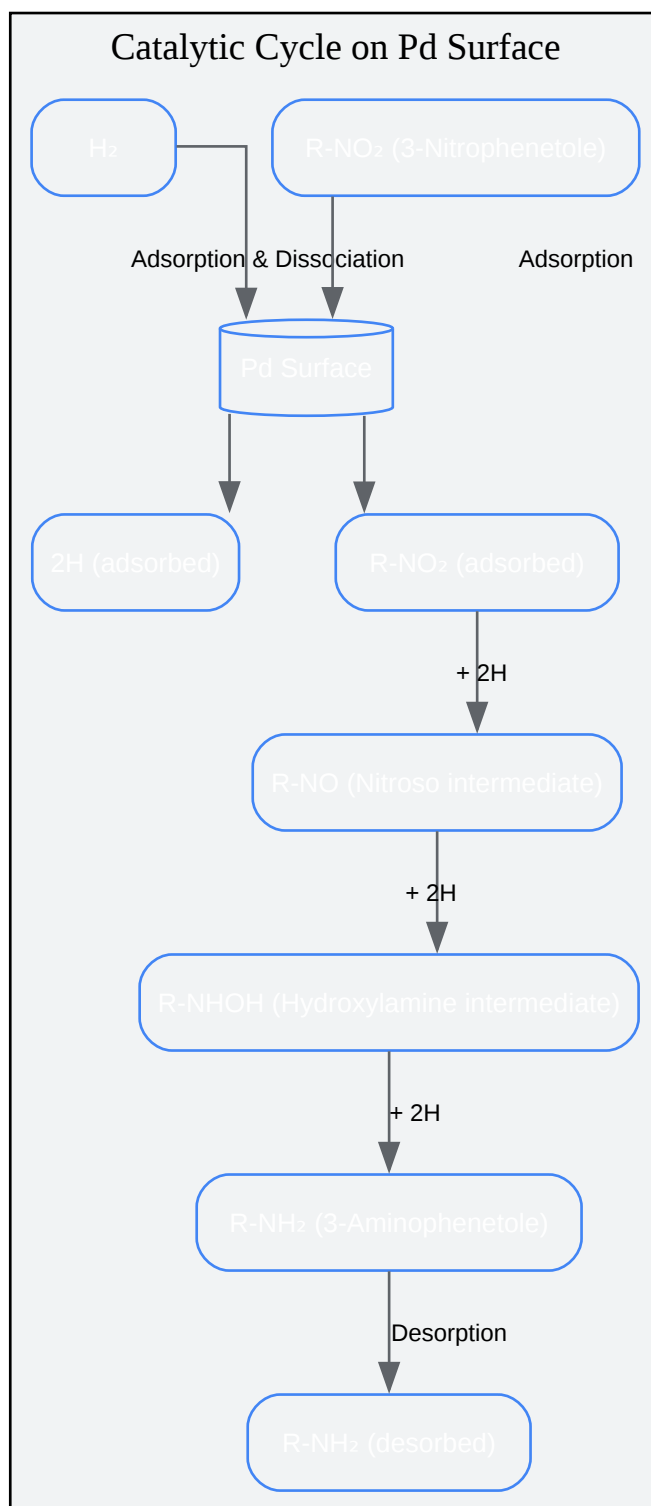 Catalytic Cycle on Pd Surface
H₂
R-NO₂ (3-Nitrophenetole)
Adsorption & Dissociation
Adsorption
Pd Surface
2H (adsorbed)
R-NO₂ (adsorbed)
+ 2H
R-NO (Nitroso intermediate)
+ 2H
R-NHOH (Hydroxylamine intermediate)
+ 2H
R-NH₂ (3-Aminophenetole)
Desorption
R-NH₂ (desorbed)